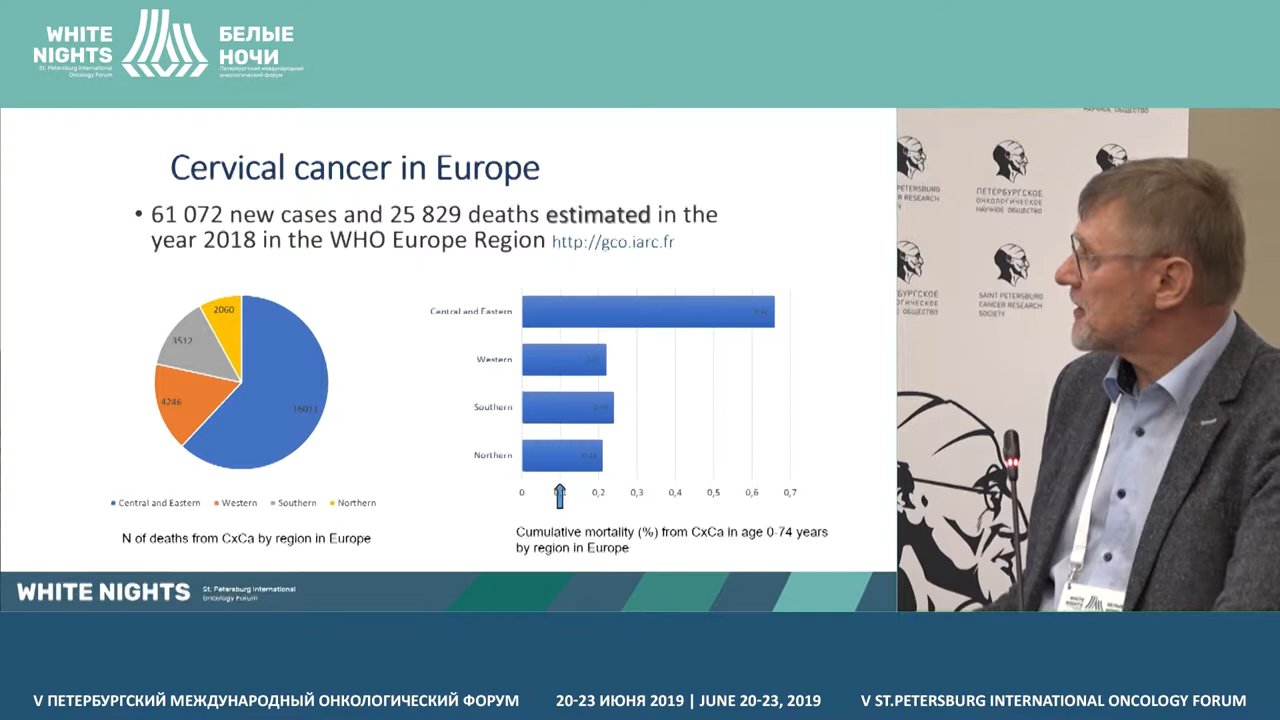 WHITE
NIGHTS
St. Petersburg International
Oncology Forum
БЕЛЫЕ
НОЧИ
Петербургский международный
онкологический форум
Cervical cancer in Europe
• 61 072 new cases and 25 829 deaths estimated in the
year 2018 in the WHO Europe Region http://gco.iarc.fr
2060
3512
4246
16011
Central and Eastern Western Southern Northern
N of deaths from CxCa by region in Europe
Central and Eastern
Western
Southern
Northern
0 0,2 0,3 0,4 0,5 0,6 0,7
Cumulative mortality (%) from CxCa in age 0-74 years
by region in Europe
WHITE NIGHTS
St. Petersburg International
Oncology Forum
НАУЧНОЕ ОБЩЕСТВО
PETERSBURG
R RESEARCH
ПЕТЕРБУРГСКОЕ
ОНКОЛОГИЧЕСКОЕ
НАУЧНОЕ ОБЩЕСТВО
SAINT PETERSBURG
CANCER RESEARCH
SOCIETY
V ПЕТЕРБУРГСКИЙ МЕЖДУНАРОДНЫЙ ОНКОЛОГИЧЕСКИЙ ФОРУМ
20-23 ИЮНЯ 2019 | JUNE 20-23, 2019
V ST.PETERSBURG INTERNATIONAL ONCOLOGY FORUM